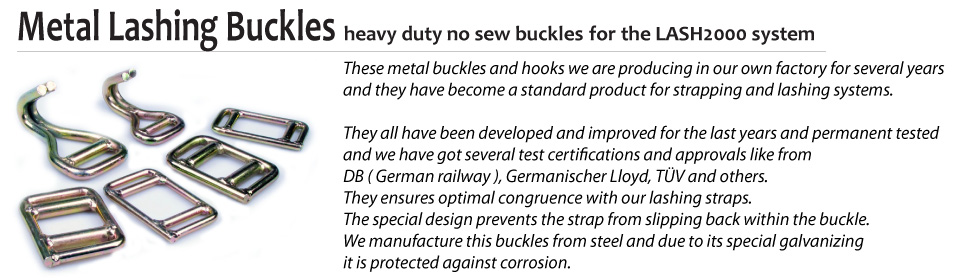 Metal Lashing Buckles heavy duty no sew buckles for the LASH2000 system
These metal buckles and hooks we are producing in our own factory for several years
and they have become a standard product for strapping and lashing systems.
They all have been developed and improved for the last years and permanent tested
and we have got several test certifications and approvals like from
DB ( German railway ), Germanischer Lloyd, TÜV and others.
They ensures optimal congruence with our lashing straps.
The special design prevents the strap from slipping back within the buckle.
We manufacture this buckles from steel and due to its special galvanizing
it is protected against corrosion.